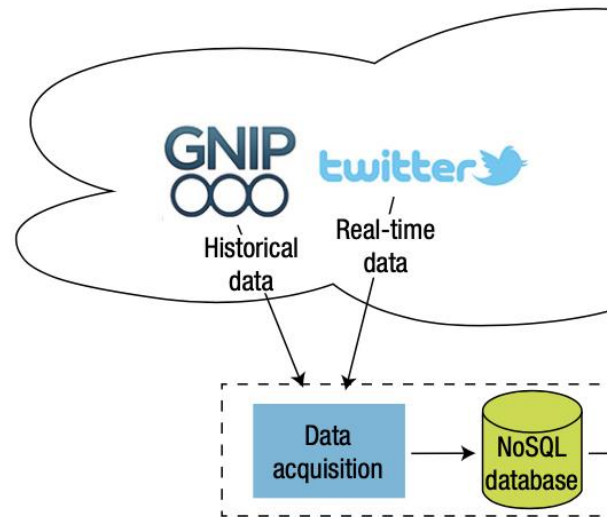 GNIP
twitter
Historical
data
Real-time
data
Data
acquisition
NoSQL
database